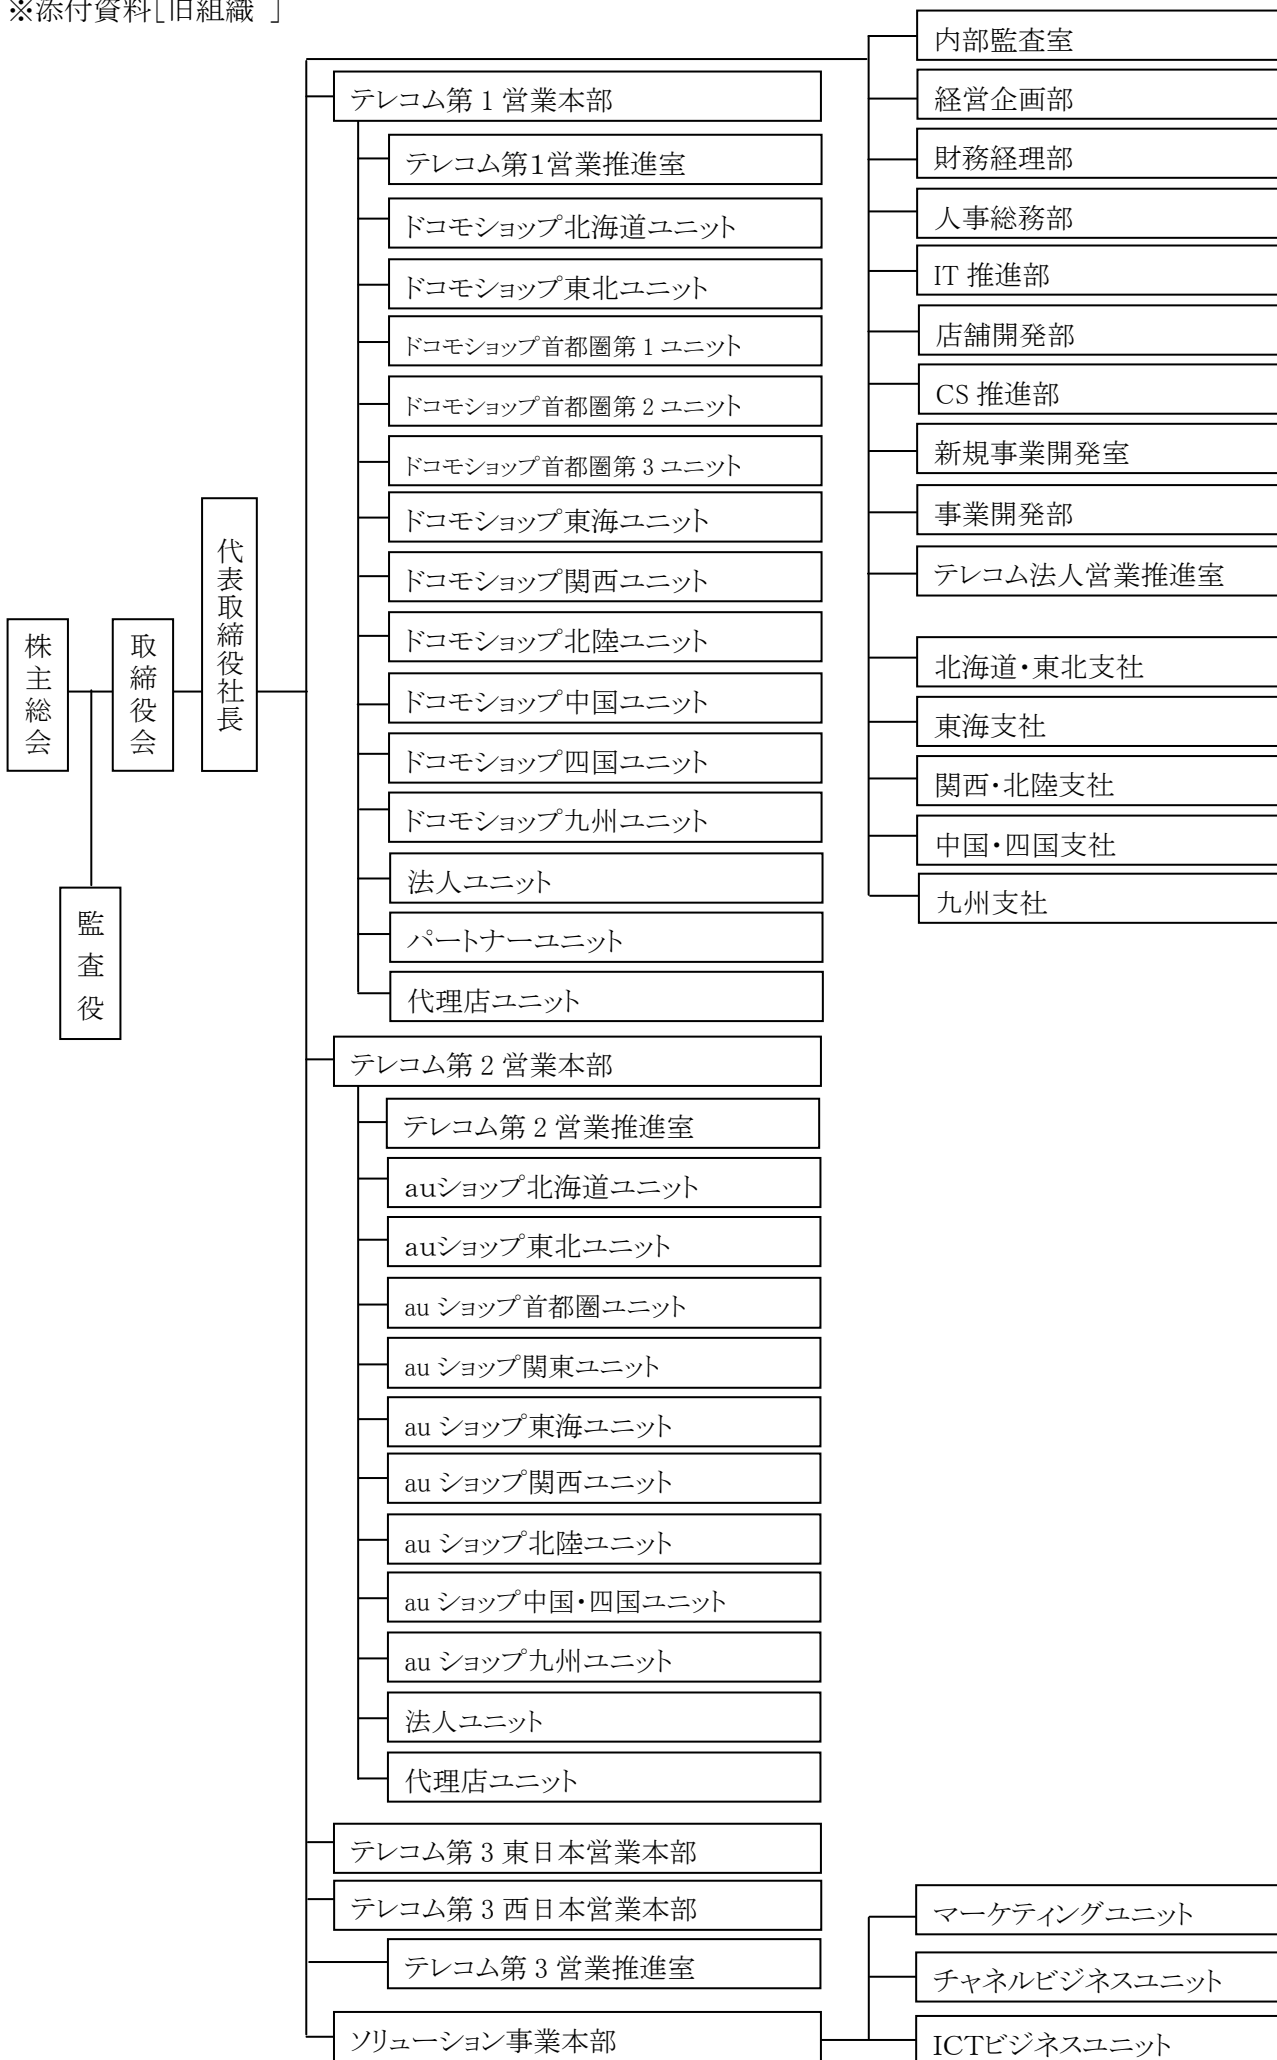 ※添付資料[旧組織 」
株主総会
取締役会
監査役
代表取締役社長
テレコム第 1 営業本部
テレコム第1営業推進室
ドコモショップ北海道ユニット
ドコモショップ東北ユニット
ドコモショップ首都圏第 1 ユニット
ドコモショップ首都圏第 2 ユニット
ドコモショップ首都圏第 3 ユニット
ドコモショップ東海ユニット
ドコモショップ関西ユニット
ドコモショップ北陸ユニット
ドコモショップ中国ユニット
ドコモショップ四国ユニット
ドコモショップ九州ユニット
法人ユニット
パートナーユニット
代理店ユニット
テレコム第 2 営業本部
テレコム第 2 営業推進室
auショップ北海道ユニット
auショップ東北ユニット
au ショップ首都圏ユニット
au ショップ関東ユニット
au ショップ東海ユニット
au ショップ関西ユニット
au ショップ北陸ユニット
au ショップ中国・四国ユニット
au ショップ九州ユニット
法人ユニット
代理店ユニット
テレコム第 3 東日本営業本部
テレコム第 3 西日本営業本部
テレコム第 3 営業推進室
ソリューション事業本部
内部監査室
経営企画部
財務経理部
人事総務部
IT 推進部
店舗開発部
CS 推進部
新規事業開発室
事業開発部
テレコム法人営業推進室
北海道・東北支社
東海支社
関西・北陸支社
中国・四国支社
九州支社
マーケティングユニット
チャネルビジネスユニット
ICTビジネスユニット